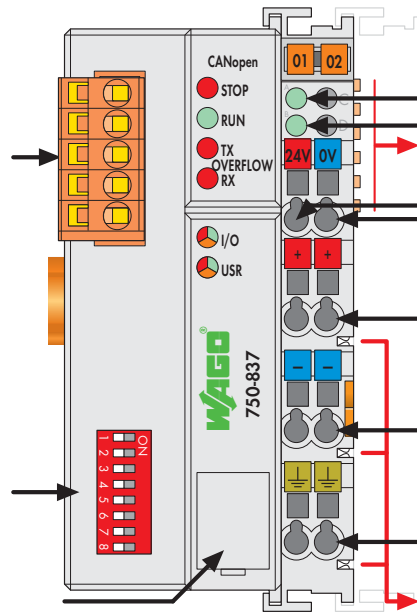 CANopen
STOP
RUN
TX
OVERFLOW
RX
I/O
USR
WAGO®
750-837
01 02
A C
B D
24V 0V
+ +
− −
ON
1
2
3
4
5
6
7
8